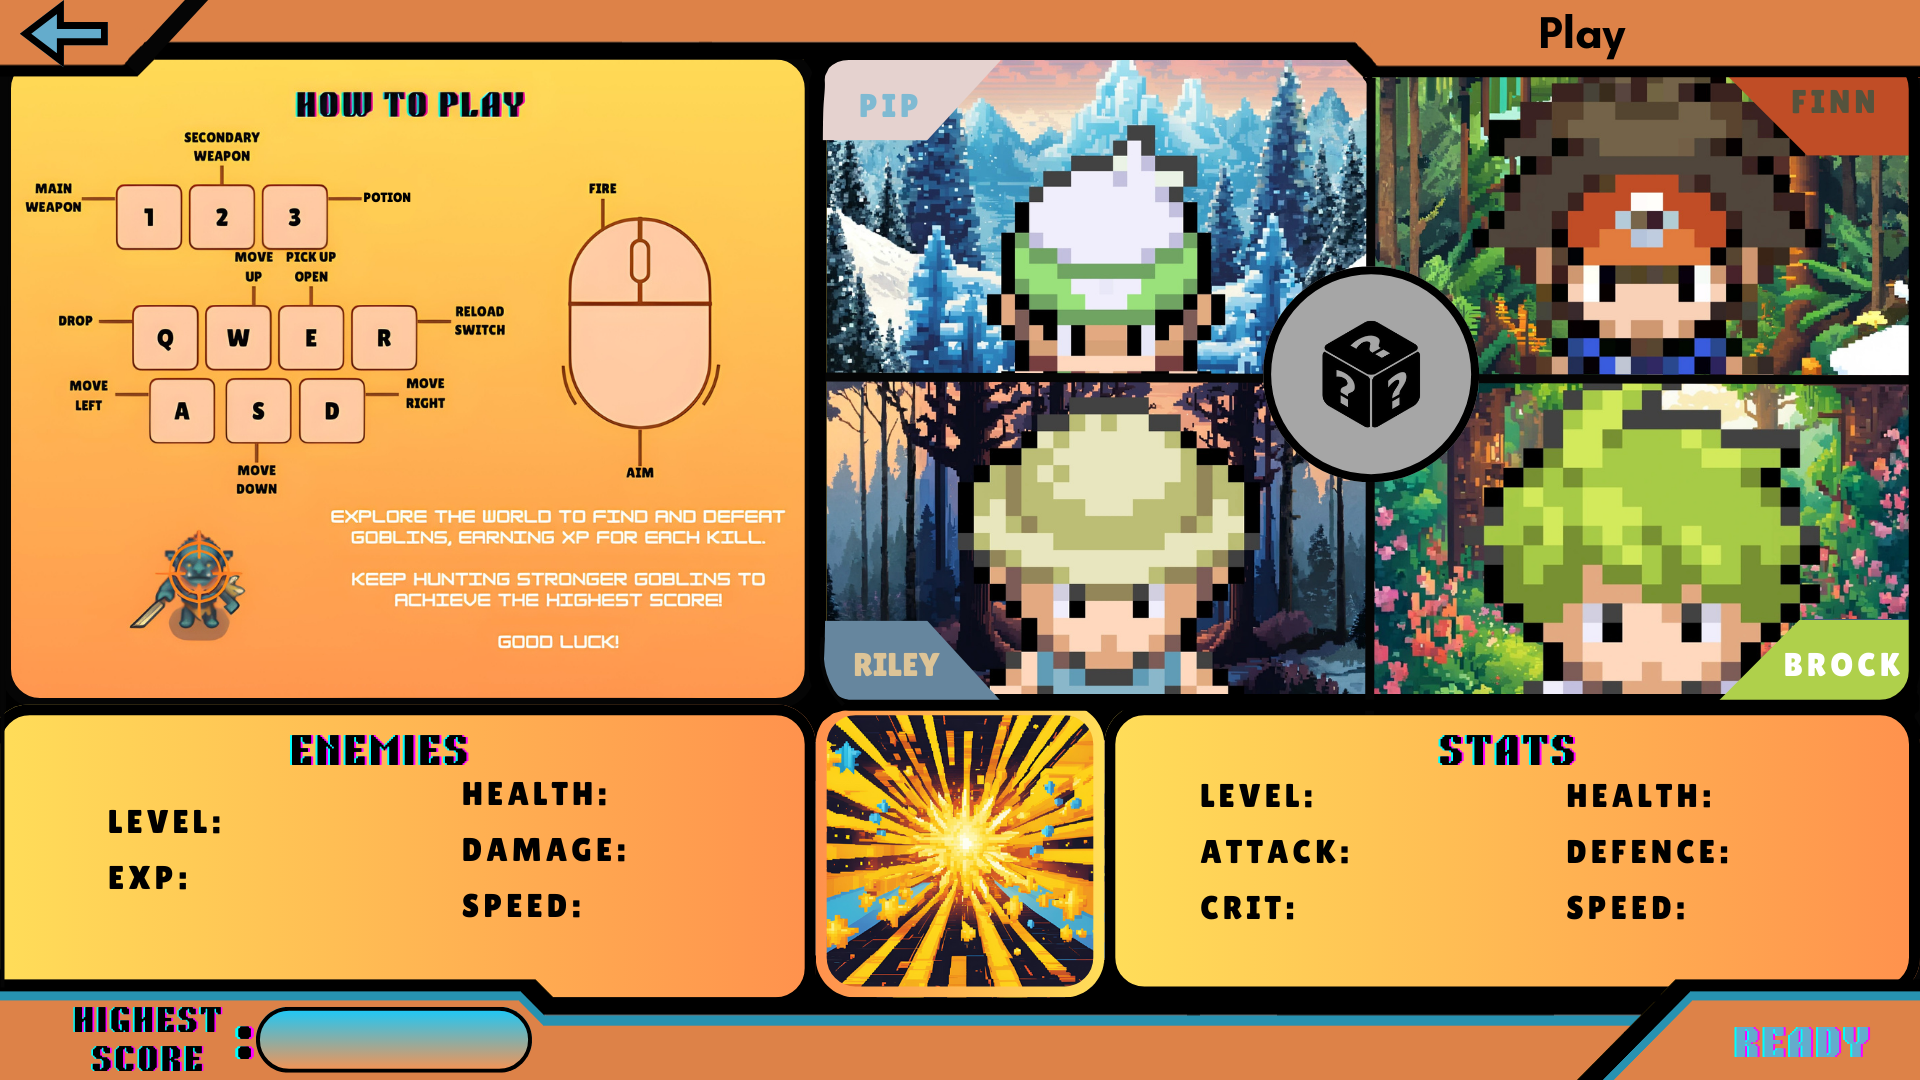 Play
HOW TO PLAY
SECONDARY
WEAPON
MAIN
WEAPON
1
2
3
POTION
MOVE
UP
PICK UP
OPEN
DROP
Q
W
E
R
RELOAD
SWITCH
MOVE
LEFT
A
S
D
MOVE
RIGHT
MOVE
DOWN
FIRE
AIM
EXPLORE THE WORLD TO FIND AND DEFEAT
GOBLINS, EARNING XP FOR EACH KILL.
KEEP HUNTING STRONGER GOBLINS TO
ACHIEVE THE HIGHEST SCORE!
GOOD LUCK!
PIP
FINN
? ? ?
RILEY
BROCK
ENEMIES
LEVEL:
EXP:
HEALTH:
DAMAGE:
SPEED:
STATS
LEVEL:
ATTACK:
CRIT:
HEALTH:
DEFENCE:
SPEED:
HIGHEST
SCORE :
READY